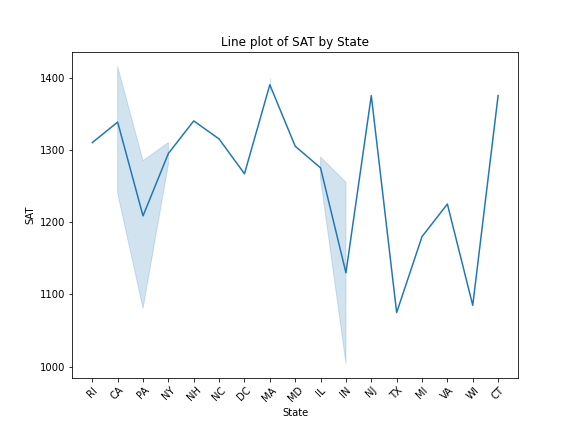 Line plot of SAT by State
SAT
1400
1300
1200
1100
1000
RI CA PA NY NH NC DC MA MD IL IN NJ TX MI VA WI CT
State